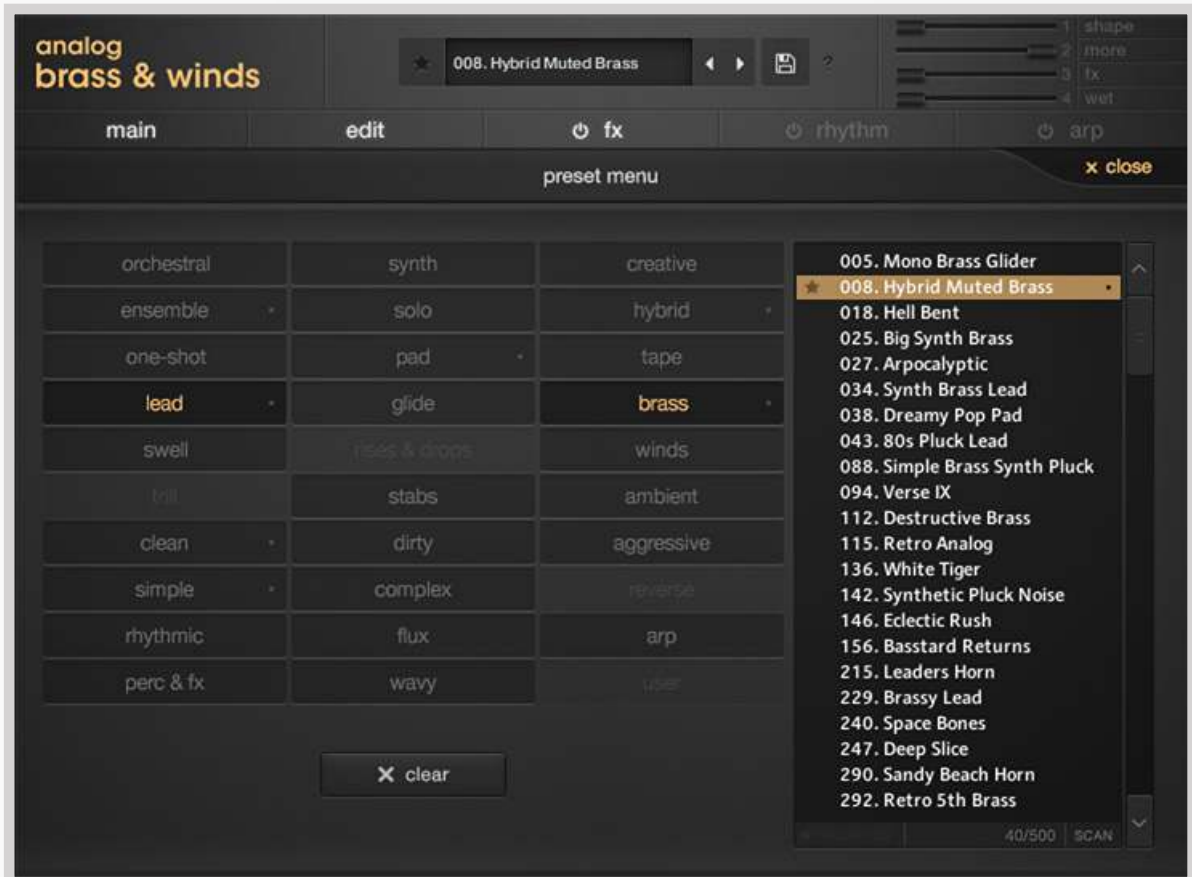 analog
brass & winds
008. Hybrid Muted Brass
?
1 shape
2 more
3 fx
4 wet
main edit fx rhythm arp
preset menu
x close
orchestral synth creative
ensemble solo hybrid
one-shot pad tape
lead glide brass
swell rises & drops winds
trill stabs ambient
clean dirty aggressive
simple complex reverse
rhythmic flux arp
perc & fx wavy user
X clear
005. Mono Brass Glider
008. Hybrid Muted Brass
018. Hell Bent
025. Big Synth Brass
027. Arpocalyptic
034. Synth Brass Lead
038. Dreamy Pop Pad
043. 80s Pluck Lead
088. Simple Brass Synth Pluck
094. Verse IX
112. Destructive Brass
115. Retro Analog
136. White Tiger
142. Synthetic Pluck Noise
146. Eclectic Rush
156. Basstard Returns
215. Leaders Horn
229. Brassy Lead
240. Space Bones
247. Deep Slice
290. Sandy Beach Horn
292. Retro 5th Brass
40/500 SCAN